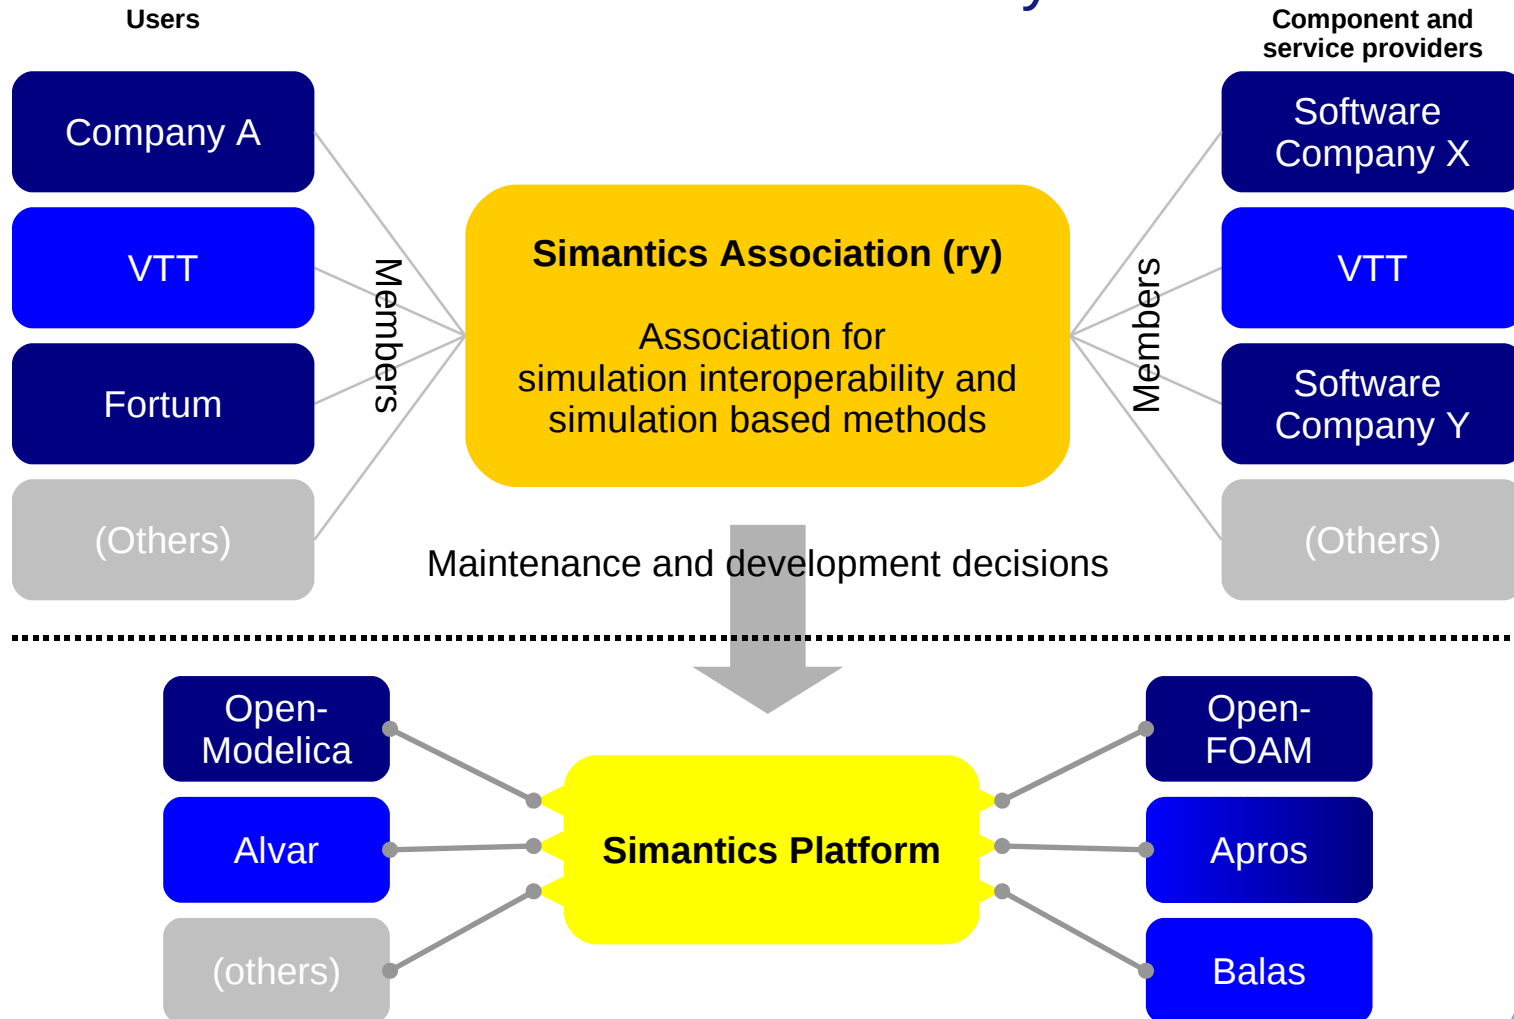 Users
Component and
service providers
Company A
VTT
Fortum
(Others)
Members
Simantics Association (ry)
Association for
simulation interoperability and
simulation based methods
Members
Software
Company X
VTT
Software
Company Y
(Others)
Maintenance and development decisions
Open-
Modelica
Alvar
(others)
Simantics Platform
Open-
FOAM
Apros
Balas